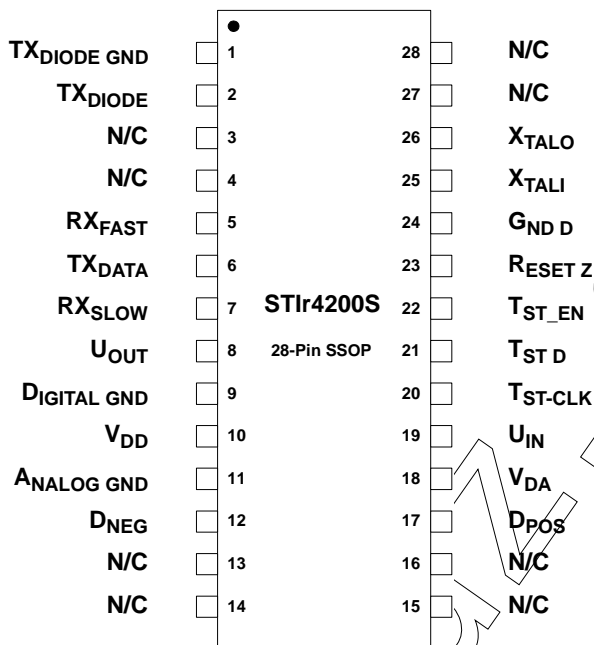 TXDIODE GND 1 28 N/C
TXDIODE 2 27 N/C
N/C 3 26 XTALO
N/C 4 25 XTALI
RXFAST 5 24 GND D
TXDATA 6 23 RESET Z
RXSLOW 7 STIr4200S 22 TST_EN
UOUT 8 28-Pin SSOP 21 TST D
DIGITAL GND 9 20 TST-CLK
VDD 10 19 UIN
ANALOG GND 11 18 VDA
DNEG 12 17 DPOS
N/C 13 16 N/C
N/C 14 15 N/C